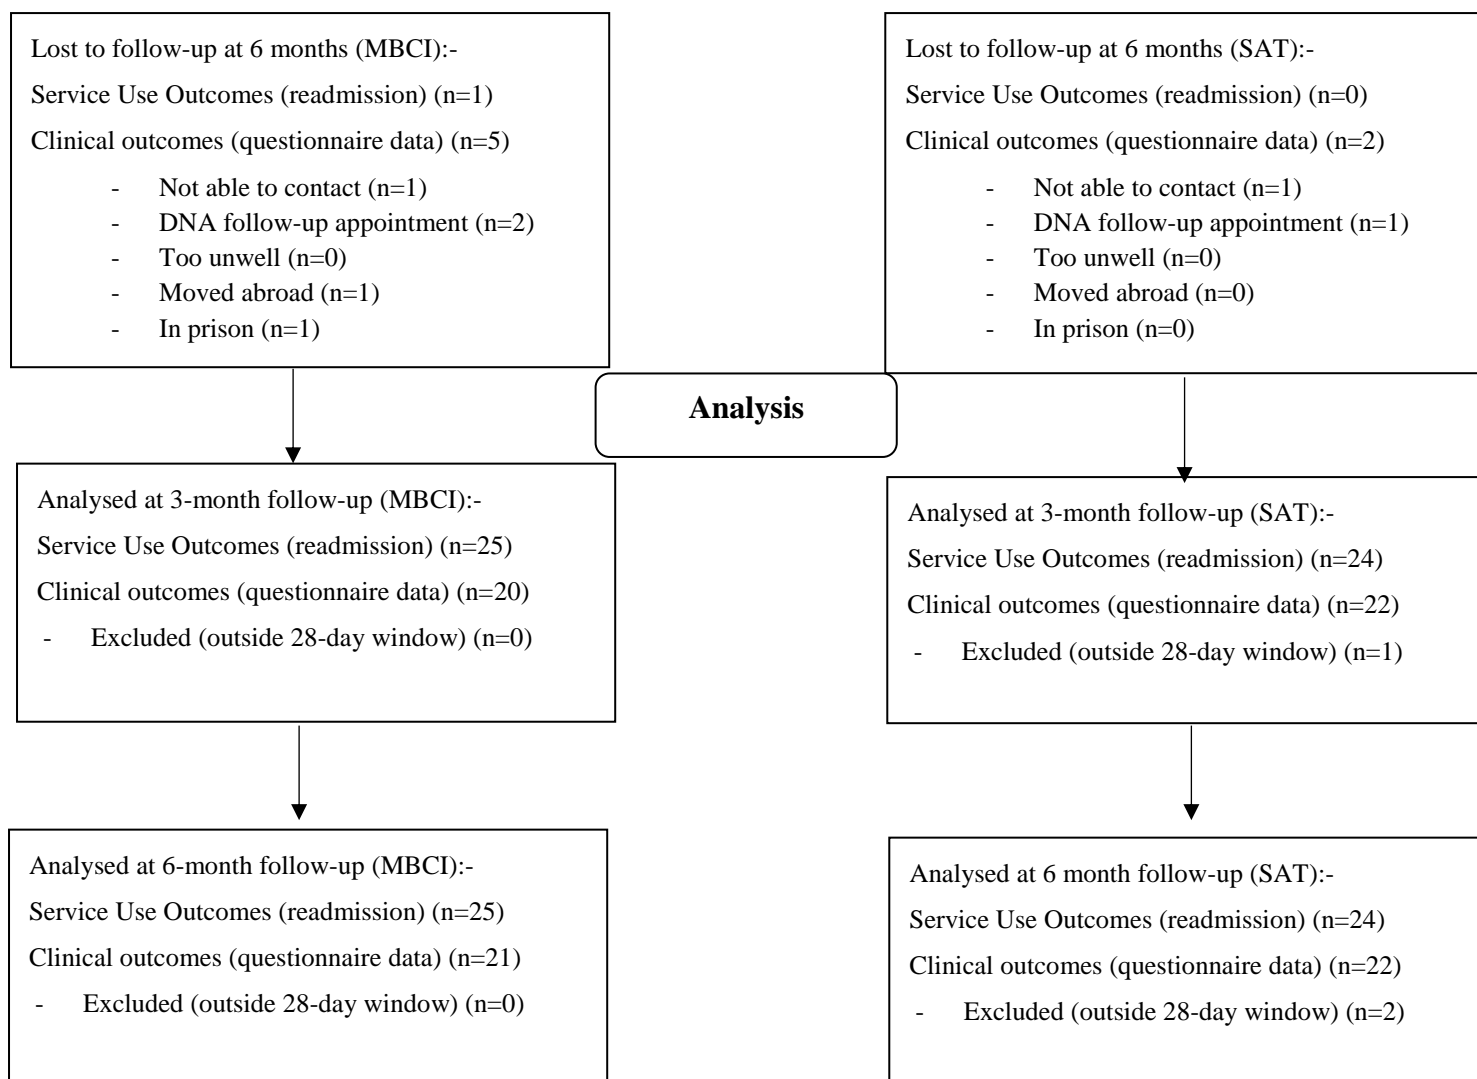 Lost to follow-up at 6 months (MBCI):-
Service Use Outcomes (readmission) (n=1)
Clinical outcomes (questionnaire data) (n=5)
- Not able to contact (n=1)
- DNA follow-up appointment (n=2)
- Too unwell (n=0)
- Moved abroad (n=1)
- In prison (n=1)
Lost to follow-up at 6 months (SAT):-
Service Use Outcomes (readmission) (n=0)
Clinical outcomes (questionnaire data) (n=2)
- Not able to contact (n=1)
- DNA follow-up appointment (n=1)
- Too unwell (n=0)
- Moved abroad (n=0)
- In prison (n=0)
Analysis
Analysed at 3-month follow-up (MBCI):-
Service Use Outcomes (readmission) (n=25)
Clinical outcomes (questionnaire data) (n=20)
- Excluded (outside 28-day window) (n=0)
Analysed at 3-month follow-up (SAT):-
Service Use Outcomes (readmission) (n=24)
Clinical outcomes (questionnaire data) (n=22)
- Excluded (outside 28-day window) (n=1)
Analysed at 6-month follow-up (MBCI):-
Service Use Outcomes (readmission) (n=25)
Clinical outcomes (questionnaire data) (n=21)
- Excluded (outside 28-day window) (n=0)
Analysed at 6 month follow-up (SAT):-
Service Use Outcomes (readmission) (n=24)
Clinical outcomes (questionnaire data) (n=22)
- Excluded (outside 28-day window) (n=2)